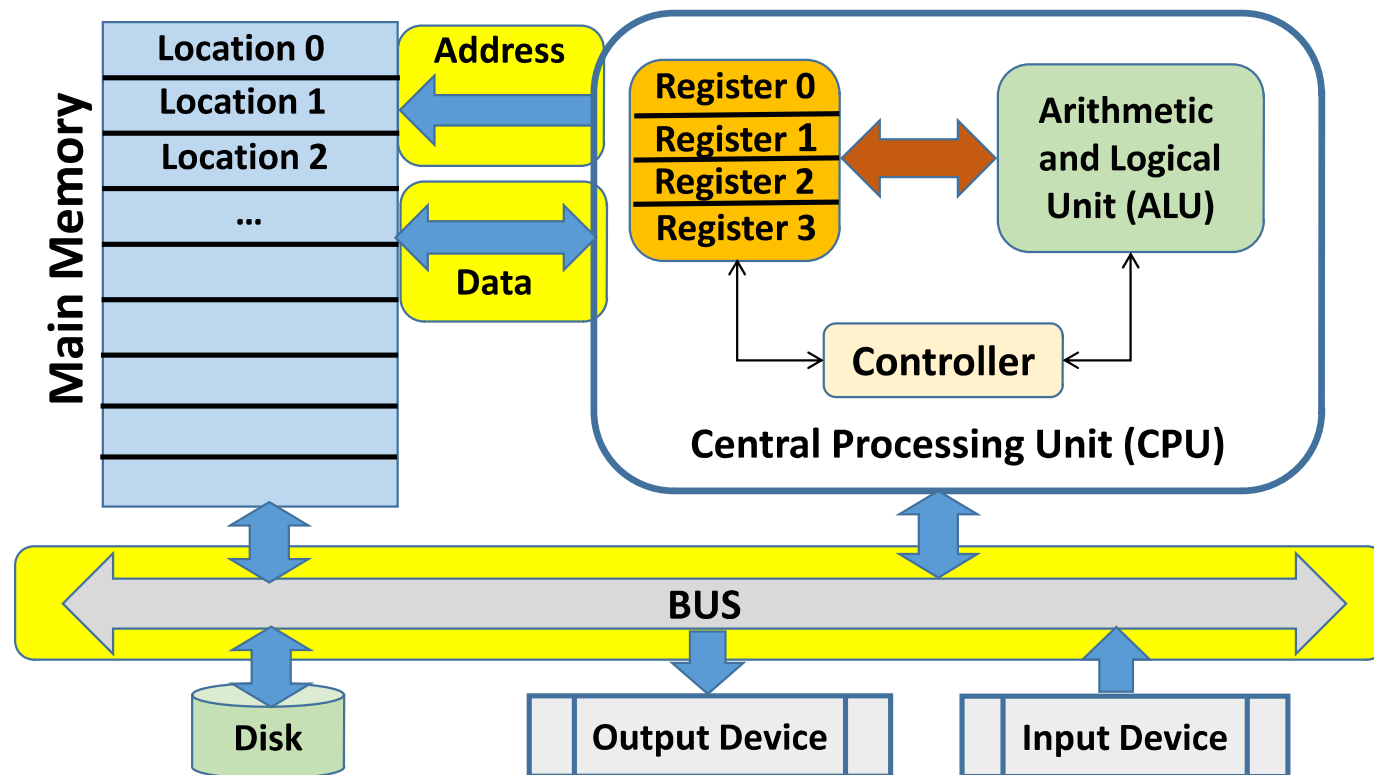 Main Memory
Location 0
Location 1
Location 2
...
Address
Data
Register 0
Register 1
Register 2
Register 3
Arithmetic
and Logical
Unit (ALU)
Controller
Central Processing Unit (CPU)
BUS
Disk
Output Device
Input Device